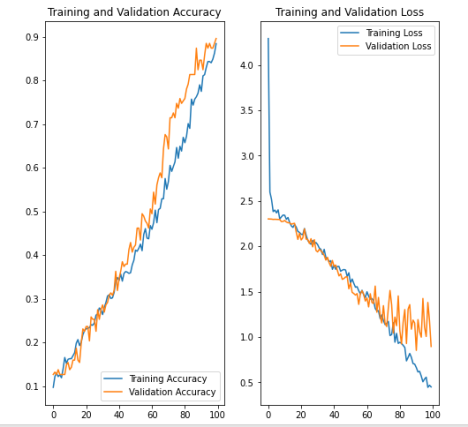 Training and Validation Accuracy
0.9
0.8
0.7
0.6
0.5
0.4
0.3
0.2
0.1
0 20 40 60 80 100
Training Accuracy
Validation Accuracy
Training and Validation Loss
Training Loss
Validation Loss
4.0
3.5
3.0
2.5
2.0
1.5
1.0
0.5
0 20 40 60 80 100